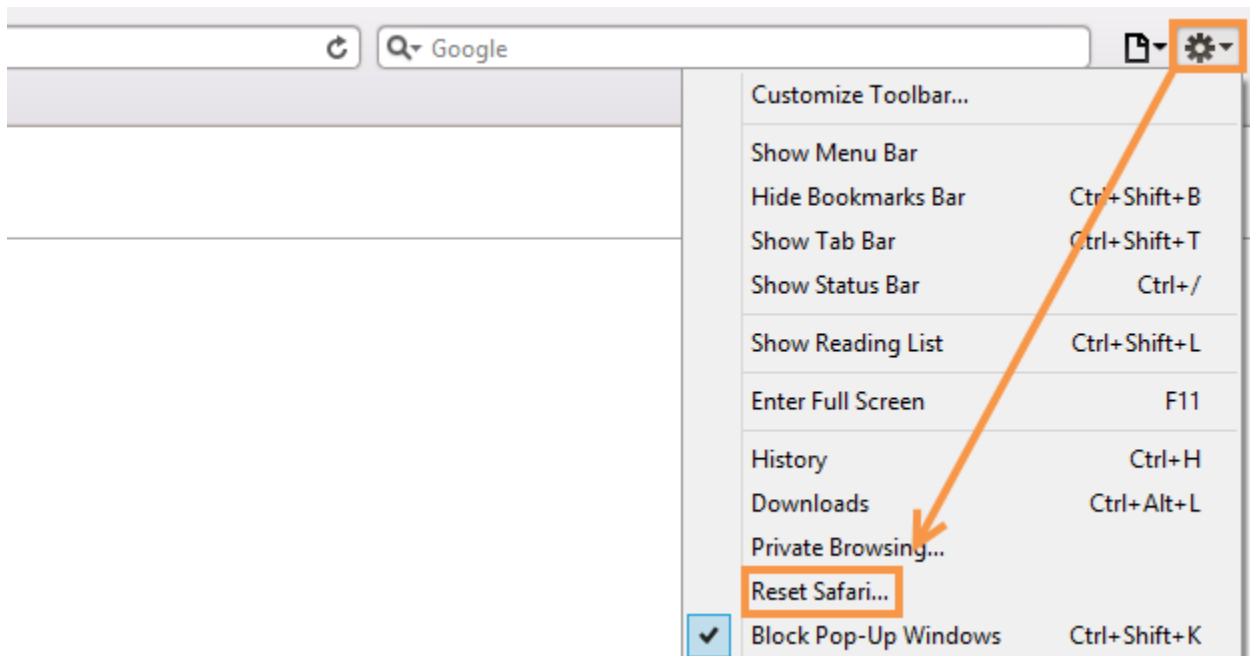 Google
Customize Toolbar...
Show Menu Bar
Hide Bookmarks Bar Ctrl+Shift+B
Show Tab Bar Ctrl+Shift+T
Show Status Bar Ctrl+/
Show Reading List Ctrl+Shift+L
Enter Full Screen F11
History Ctrl+H
Downloads Ctrl+Alt+L
Private Browsing...
Reset Safari...
Block Pop-Up Windows Ctrl+Shift+K